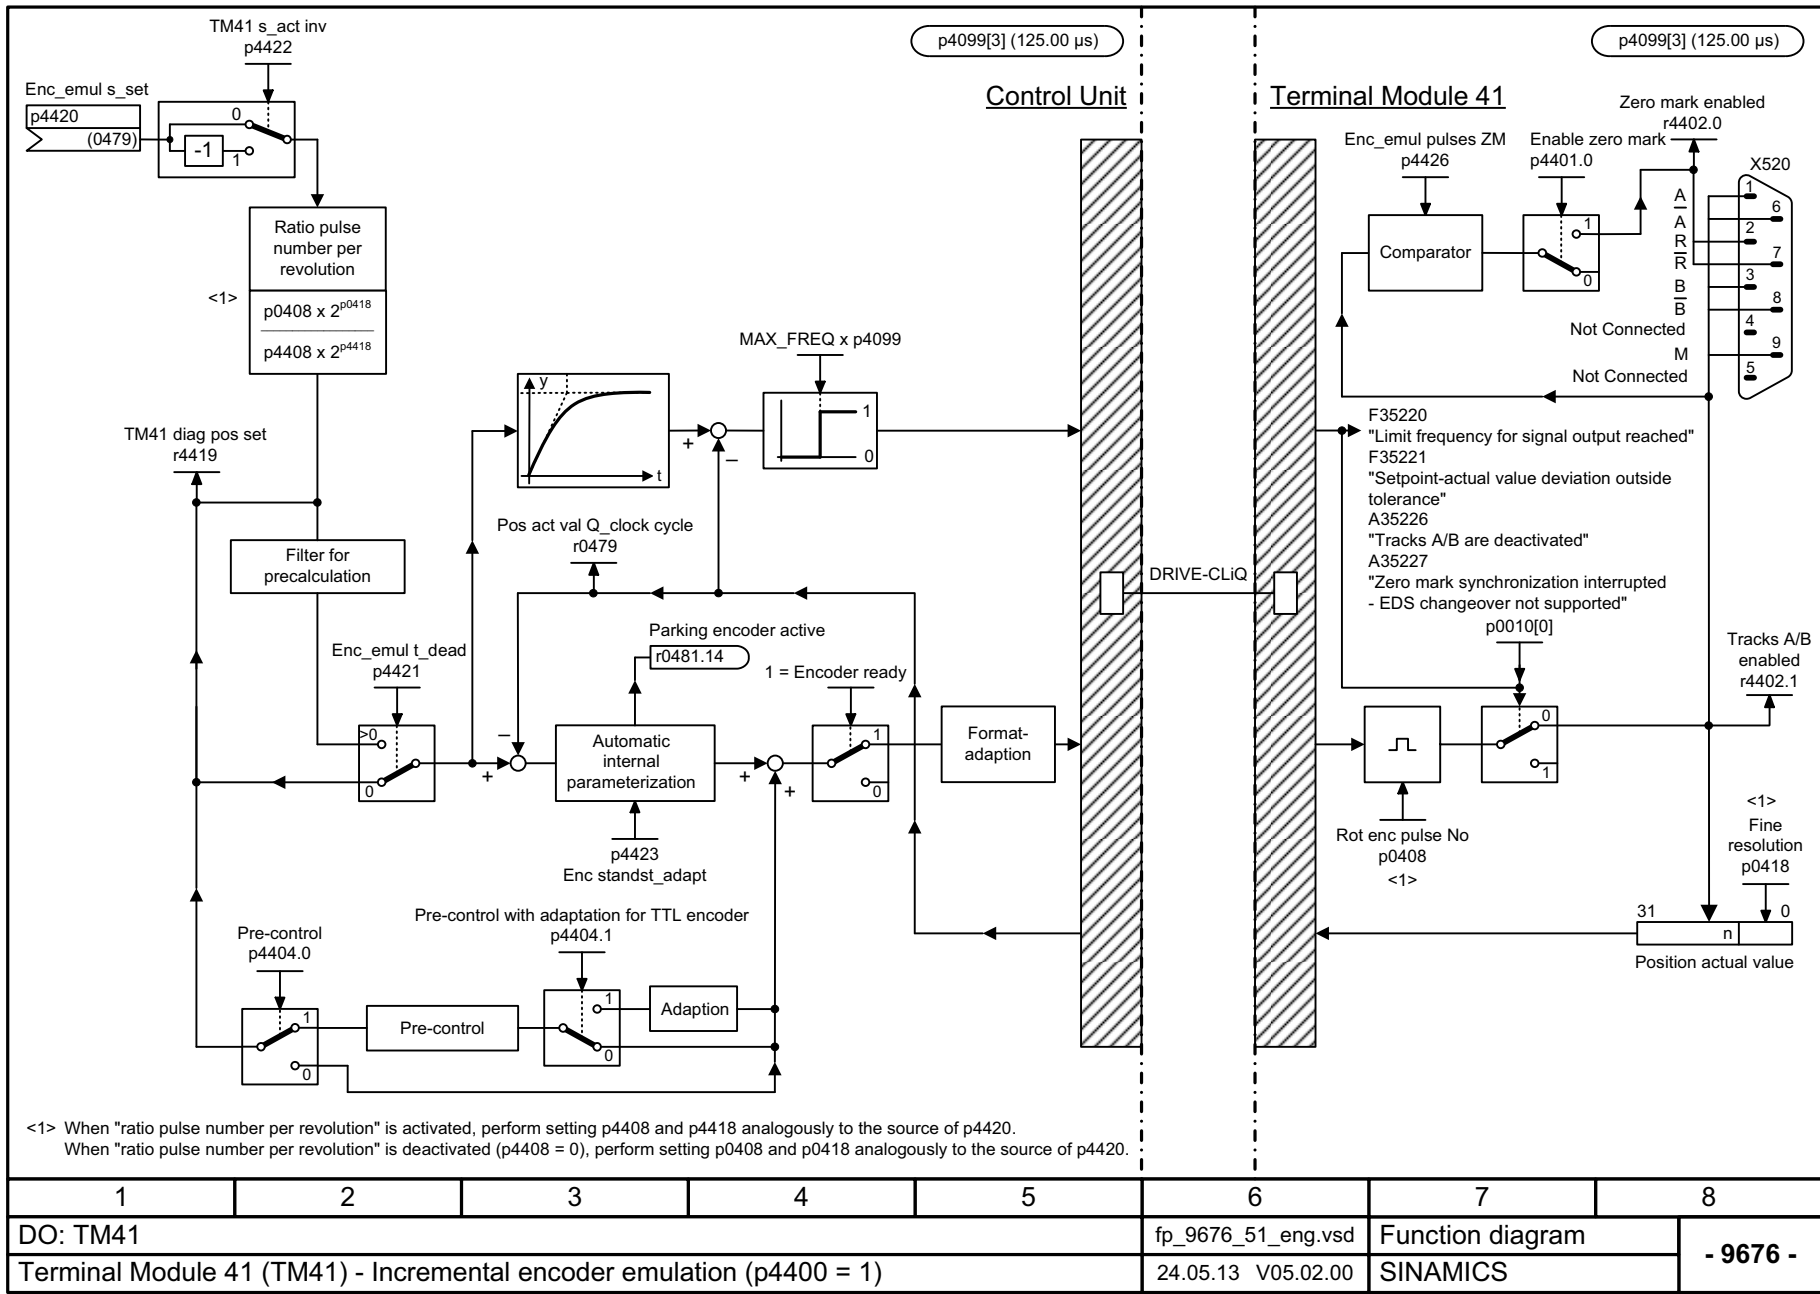 TM41 s_act inv
p4422
p4099[3] (125.00 µs)
p4099[3] (125.00 µs)
Enc_emul s_set
p4420
(0479)
0
-1
1
Control Unit
Terminal Module 41
Zero mark enabled
r4402.0
Enc_emul pulses ZM
p4426
Enable zero mark
p4401.0
X520
Comparator
1
0
A
A
R
R
B
B
Not Connected
M
Not Connected
1
6
2
7
3
8
4
9
5
Ratio pulse
number per
revolution
<1>
p0408 x 2p0418
p4408 x 2p4418
MAX_FREQ x p4099
y
t
+
–
1
0
TM41 diag pos set
r4419
F35220
"Limit frequency for signal output reached"
F35221
"Setpoint-actual value deviation outside
tolerance"
A35226
"Tracks A/B are deactivated"
A35227
"Zero mark synchronization interrupted
- EDS changeover not supported"
p0010[0]
Filter for
precalculation
Pos act val Q_clock cycle
r0479
DRIVE-CLiQ
Parking encoder active
r0481.14
Enc_emul t_dead
p4421
1 = Encoder ready
Tracks A/B
enabled
r4402.1
>0
0
–
+
Automatic
internal
parameterization
+
+
1
0
Format-
adaption
0
1
p4423
Enc standst_adapt
Rot enc pulse No
p0408
<1>
<1>
Fine
resolution
p0418
31
0
n
Position actual value
Pre-control with adaptation for TTL encoder
p4404.1
Pre-control
p4404.0
1
0
Pre-control
1
0
Adaption
<1> When "ratio pulse number per revolution" is activated, perform setting p4408 and p4418 analogously to the source of p4420.
When "ratio pulse number per revolution" is deactivated (p4408 = 0), perform setting p0408 and p0418 analogously to the source of p4420.
1 2 3 4 5 6 7 8
DO: TM41
fp_9676_51_eng.vsd
Function diagram
- 9676 -
Terminal Module 41 (TM41) - Incremental encoder emulation (p4400 = 1)
24.05.13 V05.02.00
SINAMICS